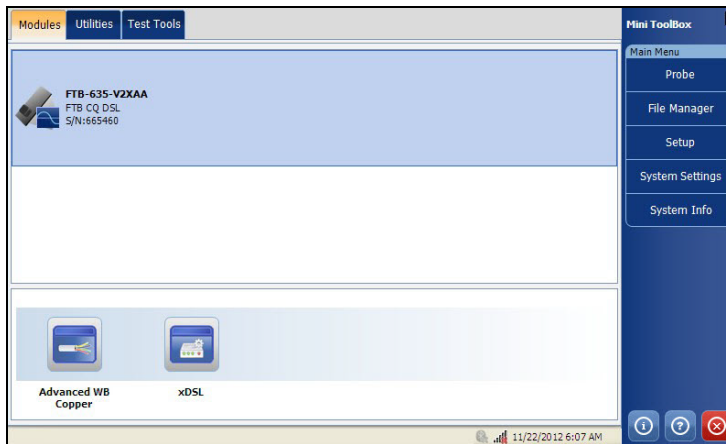 Modules Utilities Test Tools
Mini ToolBox
Main Menu
Probe
File Manager
Setup
System Settings
System Info
FTB-635-V2XAA
FTB CQ DSL
S/N:665460
Advanced WB
Copper
xDSL
11/22/2012 6:07 AM